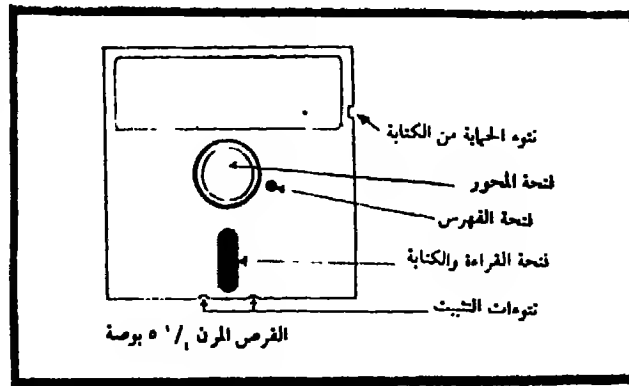 نتوء الحماية من الكتابة
فتحة المحور
فتحة الفهرس
فتحة القراءة والكتابة
نتوءات التثبيت
القرص المرن ٥ ١/٤ بوصة